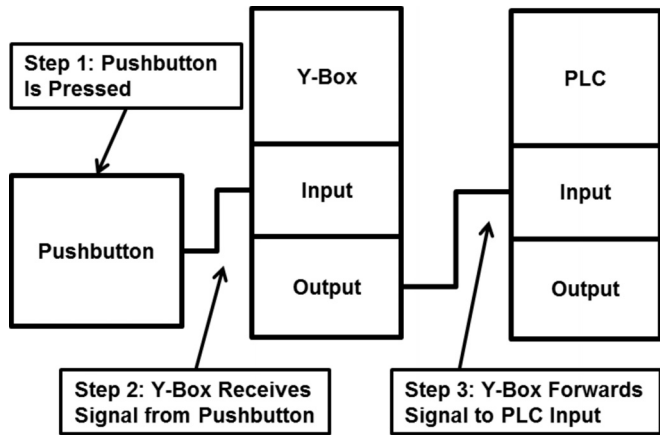 Step 1: Pushbutton
Is Pressed
Y-Box
PLC
Pushbutton
Input
Output
Input
Output
Step 2: Y-Box Receives
Signal from Pushbutton
Step 3: Y-Box Forwards
Signal to PLC Input